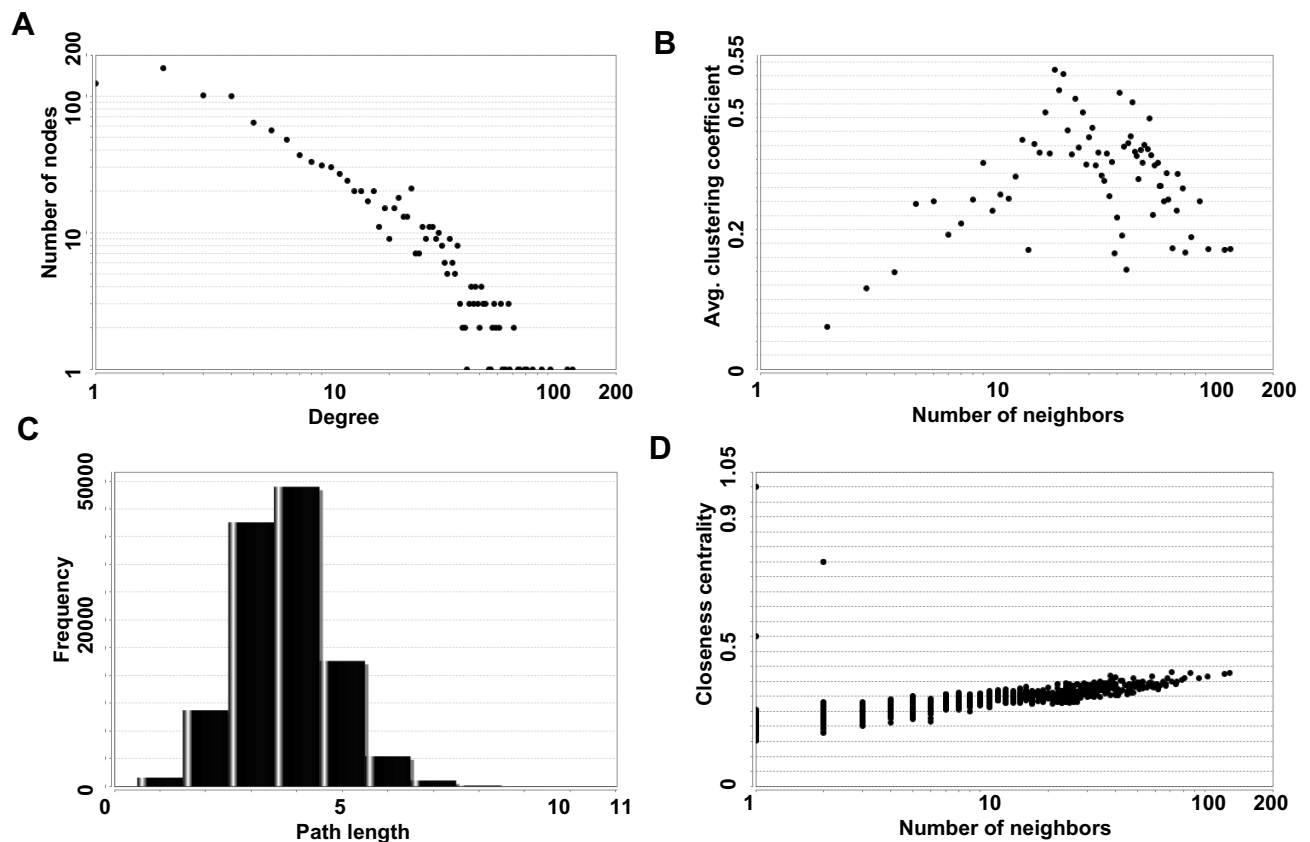 A
Number of nodes
200
100
10
1
1
10
100
200
Degree
B
Avg. clustering coefficient
0.55
0.5
0.2
0
1
10
100
200
Number of neighbors
C
Frequency
50000
20000
0
0
5
10
11
Path length
D
Closeness centrality
1.05
0.9
0.5
0
1
10
100
200
Number of neighbors